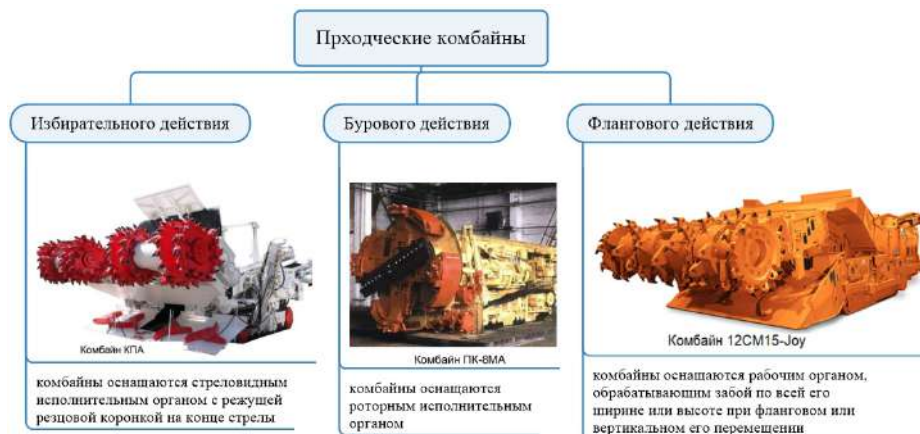 Прходческие комбайны
Избирательного действия
Бурового действия
Флангового действия
Комбайн КПА
Комбайн ПК-8МА
Комбайн 12СМ15-Joy
комбайны оснащаются стреловидным
исполнительным органом с режущей
резцовой коронкой на конце стрелы
комбайны оснащаются
роторным исполнительным
органом
комбайны оснащаются рабочим органом,
обрабатывающим забой по всей его
ширине или высоте при фланговом или
вертикальном его перемещении